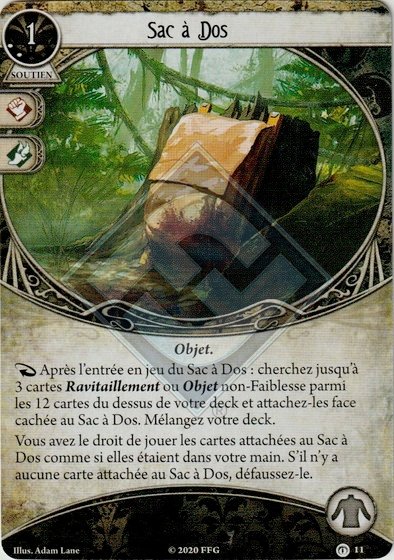 1
Sac à Dos
SOUTIEN
Objet.
Après l'entrée en jeu du Sac à Dos : cherchez jusqu'à
3 cartes Ravitaillement ou Objet non-Faiblesse parmi
les 12 cartes du dessus de votre deck et attachez-les face
cachée au Sac à Dos. Mélangez votre deck.
Vous avez le droit de jouer les cartes attachées au Sac à
Dos comme si elles étaient dans votre main. S'il n'y a
aucune carte attachée au Sac à Dos, défaussez-le.
Illus. Adam Lane
© 2020 FFG
11